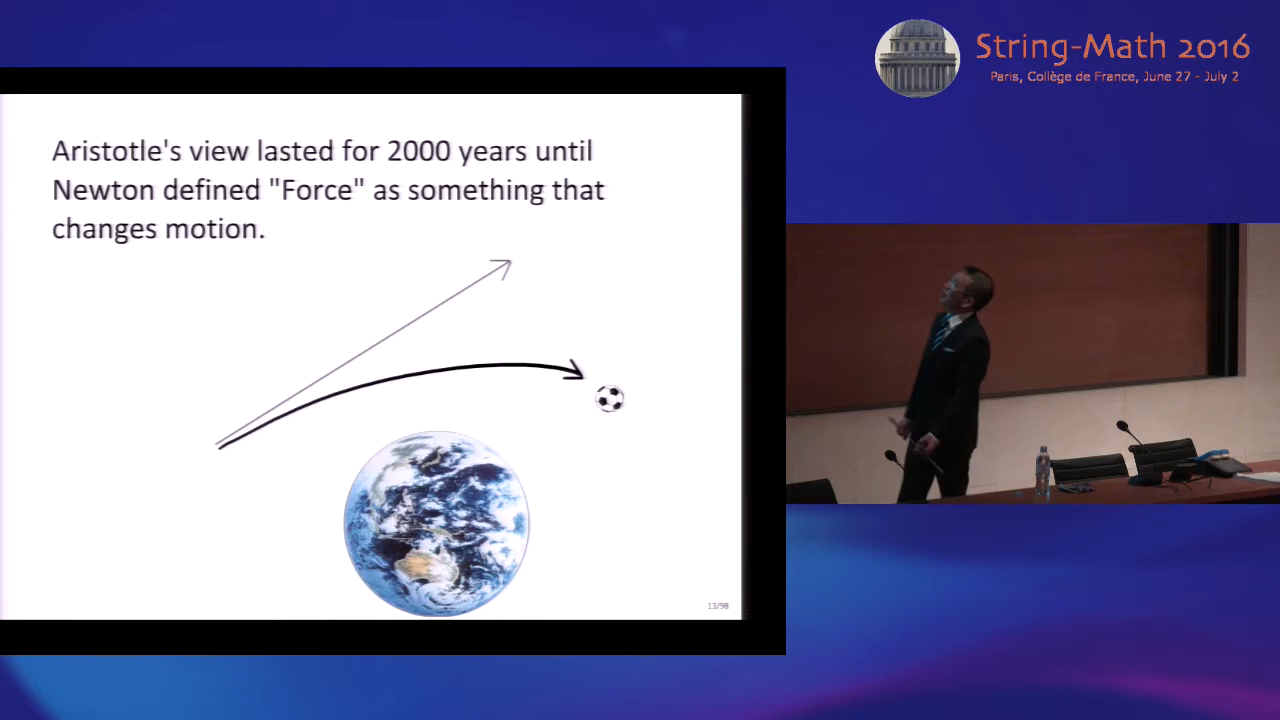 String-Math 2016
Paris, Collège de France, June 27 - July 2
Aristotle's view lasted for 2000 years until
Newton defined "Force" as something that
changes motion.
13/98